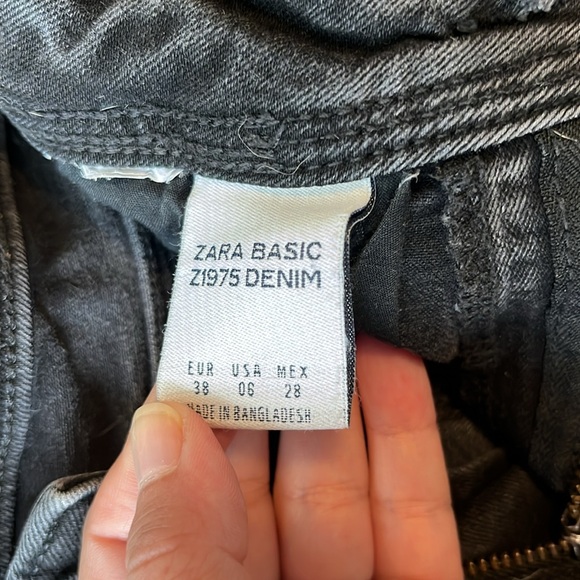 ZARA BASIC
Z1975 DENIM
EUR USA MEX
38 06 28
MADE IN BANGLADESH